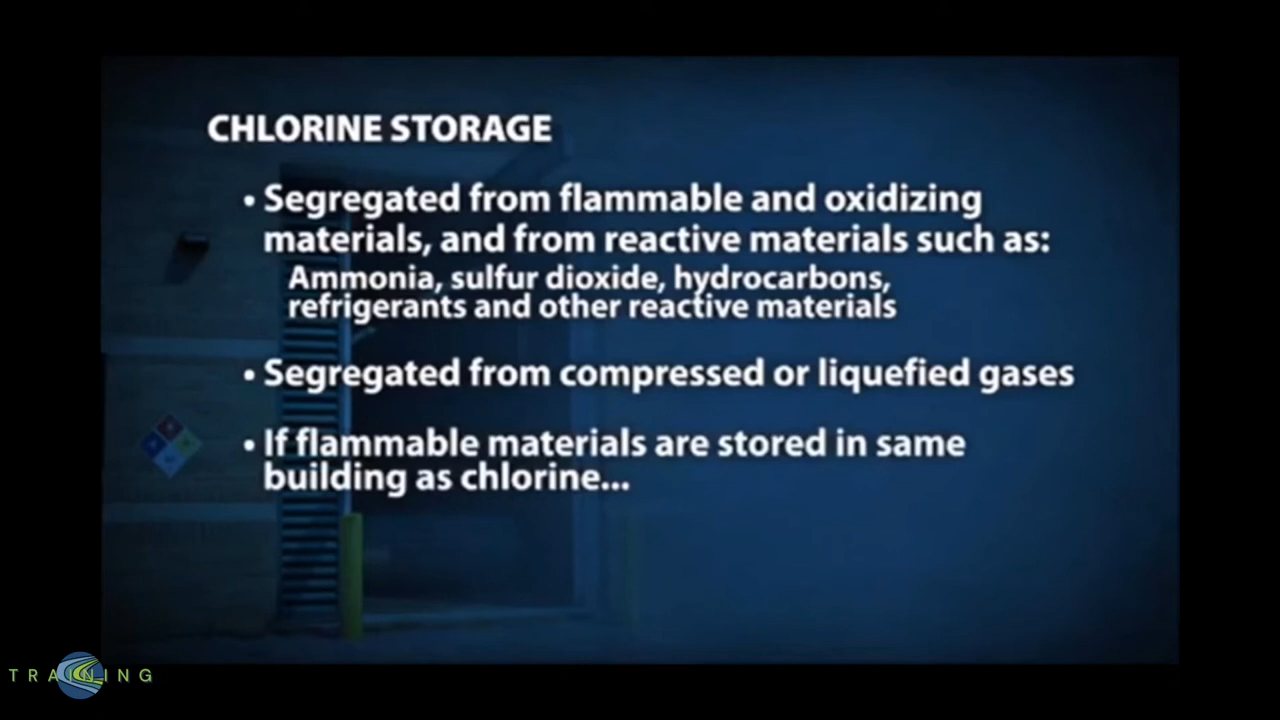 CHLORINE STORAGE
• Segregated from flammable and oxidizing
materials, and from reactive materials such as:
Ammonia, sulfur dioxide, hydrocarbons,
refrigerants and other reactive materials
• Segregated from compressed or liquefied gases
• If flammable materials are stored in same
building as chlorine...
TRAINING